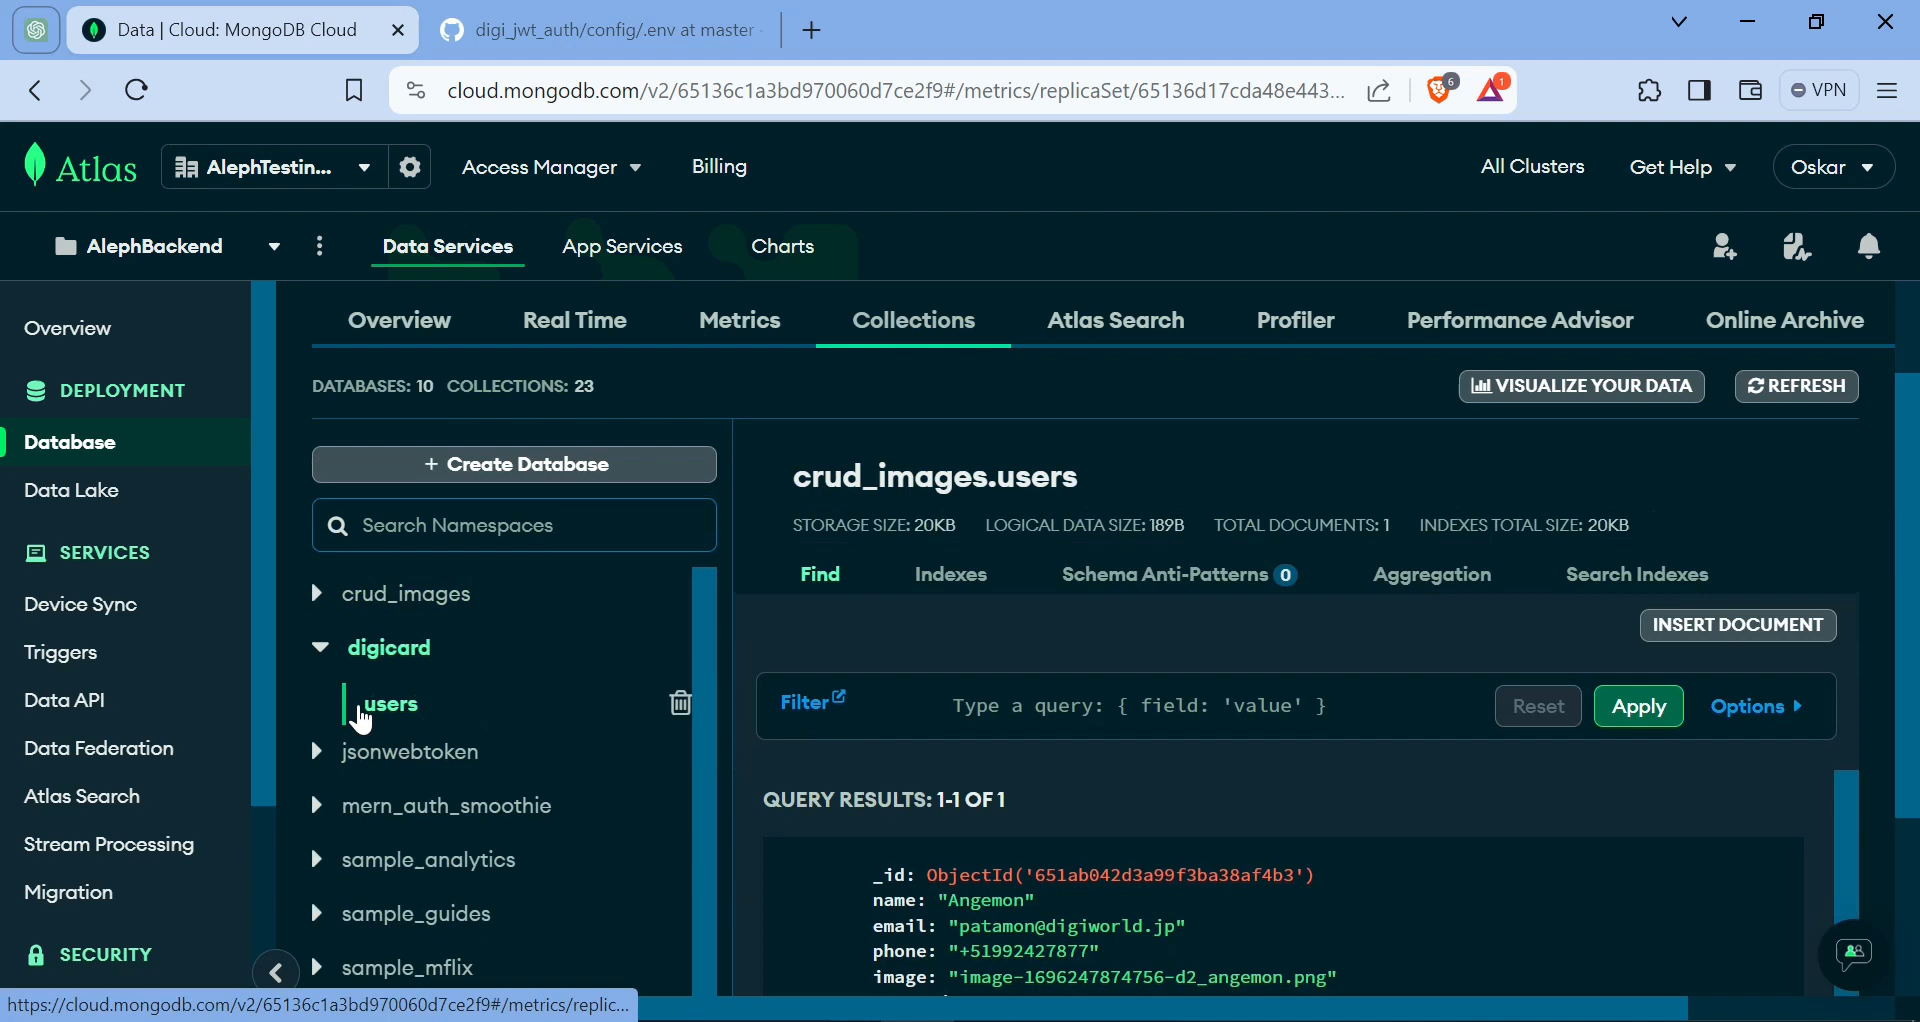 Data | Cloud: MongoDB Cloud
digi_jwt_auth/config/.env at master
cloud.mongodb.com/v2/65136c1a3bd970060d7ce2f9#/metrics/replicaSet/65136d17cda48e443...
6
1
VPN
Atlas
AlephTestin...
Access Manager
Billing
All Clusters
Get Help
Oskar
AlephBackend
Data Services
App Services
Charts
Overview
DEPLOYMENT
Database
Data Lake
SERVICES
Device Sync
Triggers
Data API
Data Federation
Atlas Search
Stream Processing
Migration
SECURITY
Overview
Real Time
Metrics
Collections
Atlas Search
Profiler
Performance Advisor
Online Archive
DATABASES: 10 COLLECTIONS: 23
VISUALIZE YOUR DATA
REFRESH
+ Create Database
Search Namespaces
crud_images
digicard
users
jsonwebtoken
mern_auth_smoothie
sample_analytics
sample_guides
sample_mflix
crud_images.users
STORAGE SIZE: 20KB LOGICAL DATA SIZE: 189B TOTAL DOCUMENTS: 1 INDEXES TOTAL SIZE: 20KB
Find
Indexes
Schema Anti-Patterns 0
Aggregation
Search Indexes
INSERT DOCUMENT
Filter
Type a query: { field: 'value' }
Reset
Apply
Options
QUERY RESULTS: 1-1 OF 1
_id: ObjectId('651ab042d3a99f3ba38af4b3')
name: "Angemon"
email: "patamon@digiworld.jp"
phone: "+51992427877"
image: "image-1696247874756-d2_angemon.png"
https://cloud.mongodb.com/v2/65136c1a3bd970060d7ce2f9#/metrics/replic...